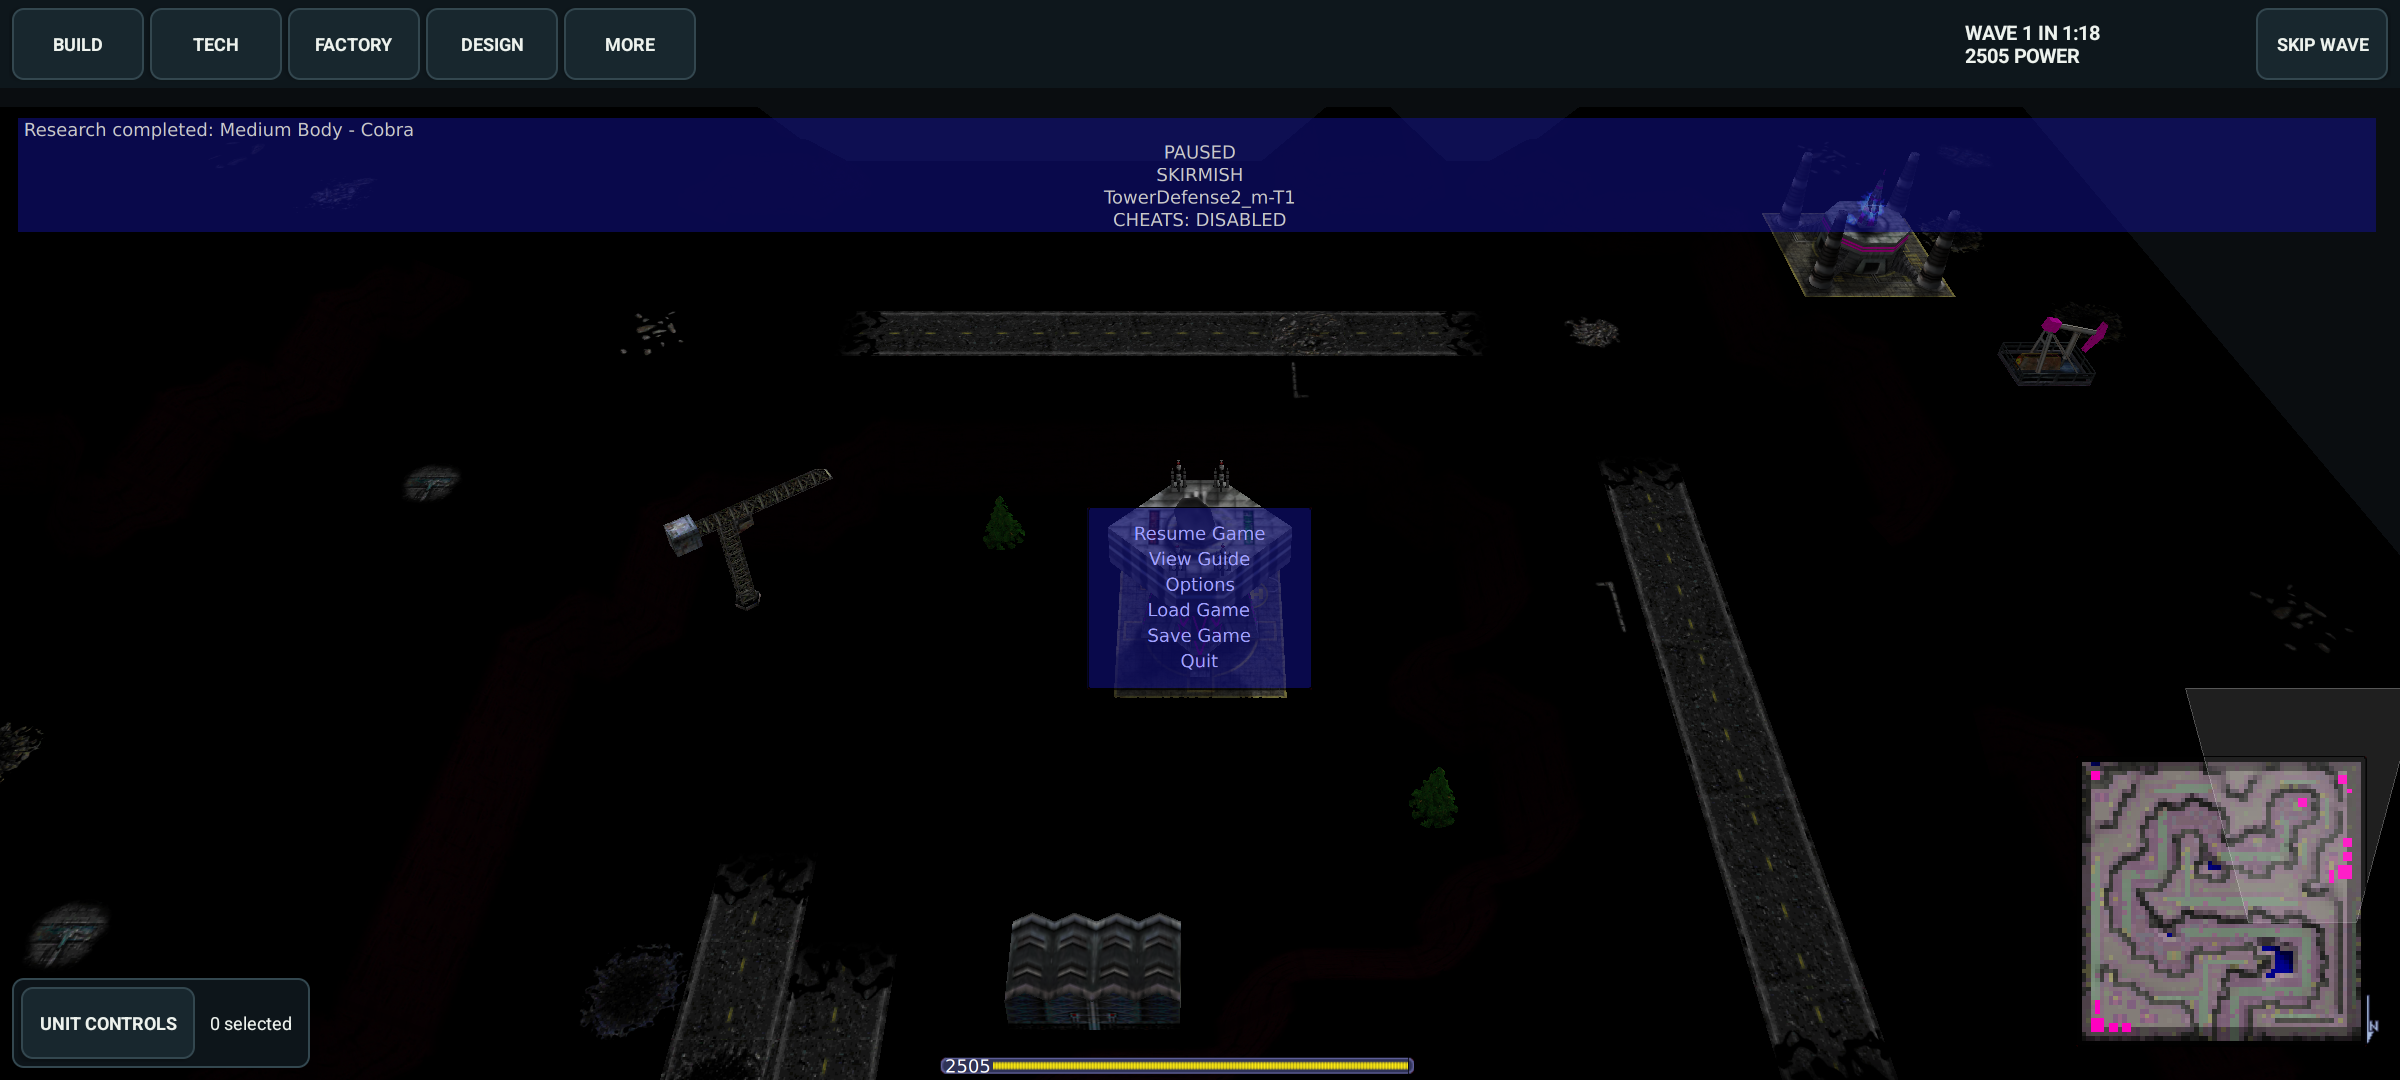 BUILD
TECH
FACTORY
DESIGN
MORE
WAVE 1 IN 1:18
2505 POWER
SKIP WAVE
Research completed: Medium Body - Cobra
PAUSED
SKIRMISH
TowerDefense2_m-T1
CHEATS: DISABLED
Resume Game
View Guide
Options
Load Game
Save Game
Quit
UNIT CONTROLS
0 selected
2505
N